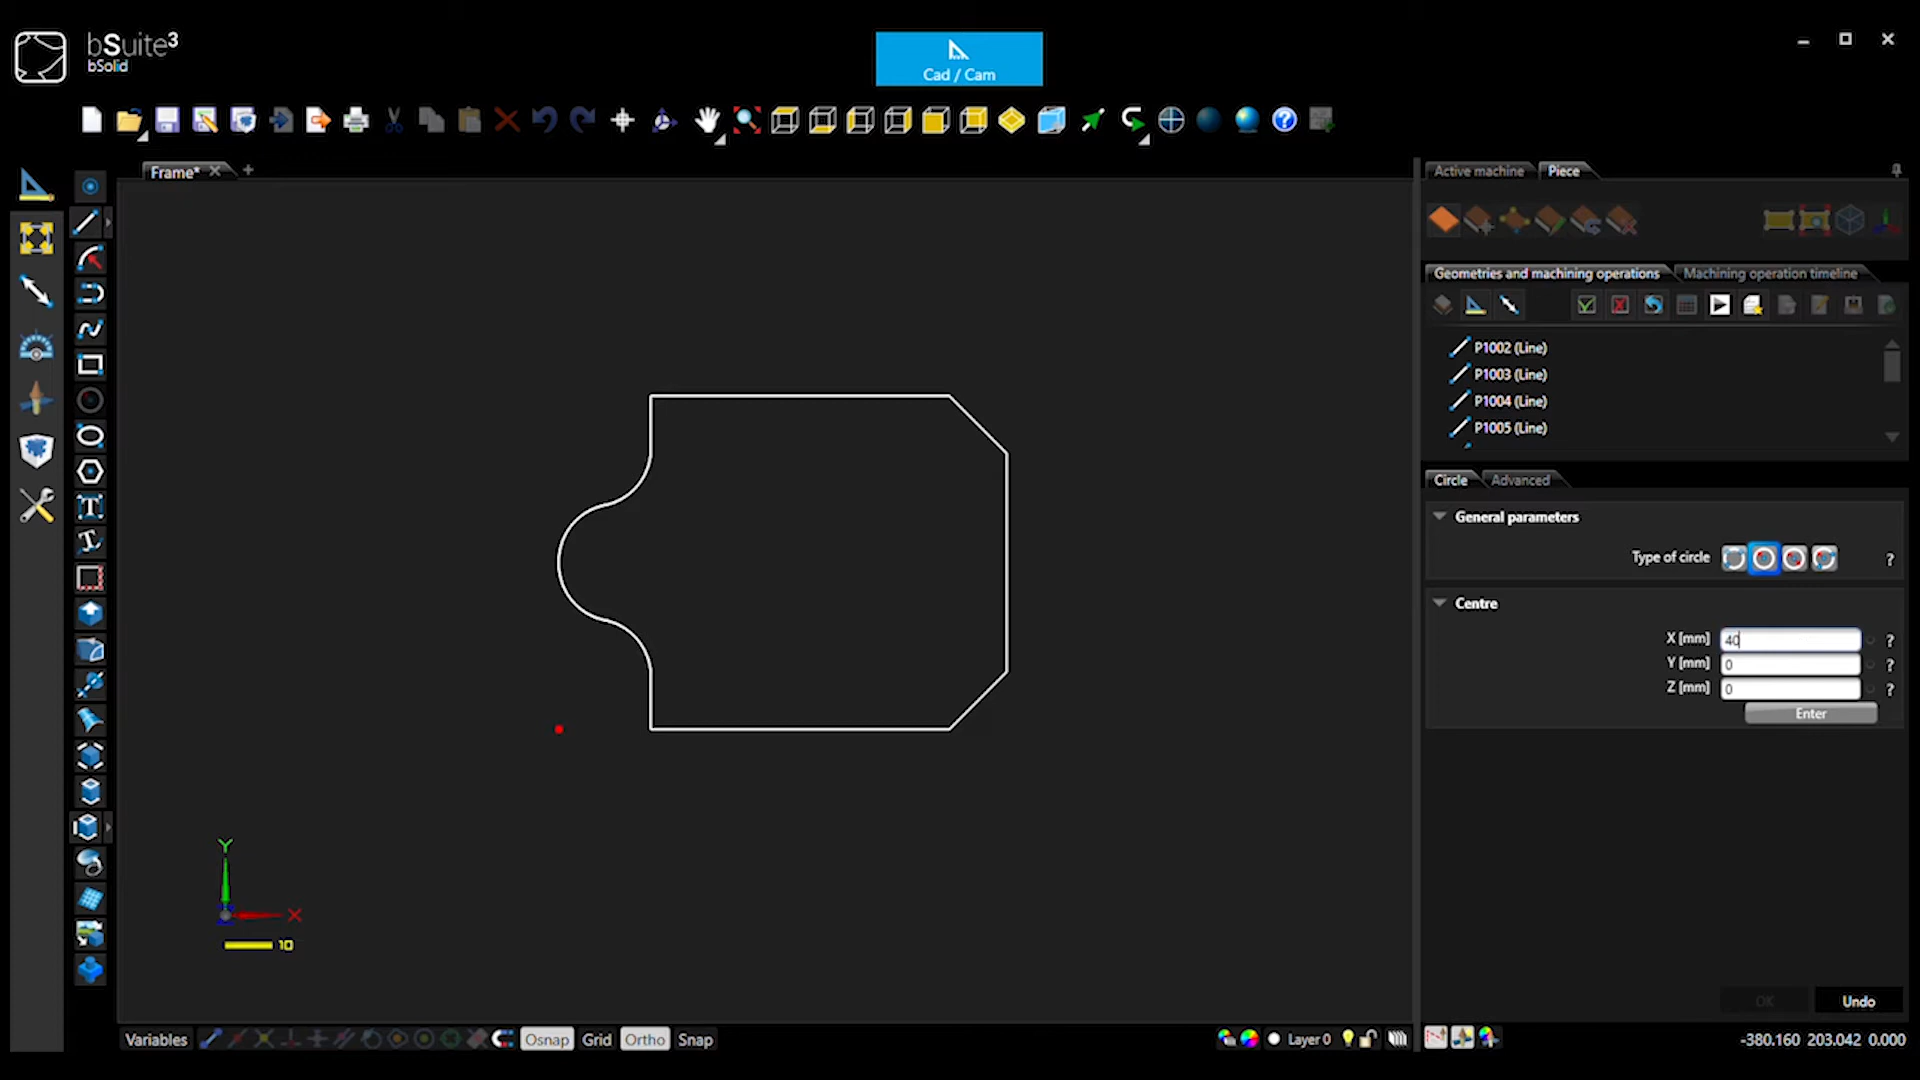 bSuite³
bSolid
Cad / Cam
Frame*
Active machine
Piece
Geometries and machining operations
Machining operation timeline
P1002 (Line)
P1003 (Line)
P1004 (Line)
P1005 (Line)
Circle
Advanced
General parameters
Type of circle
?
Centre
X [mm]
40
?
Y [mm]
0
?
Z [mm]
0
?
Enter
Y
X
10
OK
Undo
Variables
Osnap
Grid
Ortho
Snap
Layer 0
-380.160 203.042 0.000